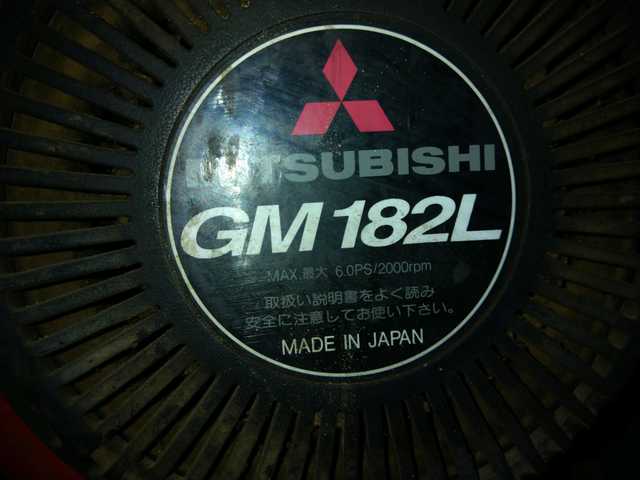 MITSUBISHI
GM 182L
MAX.最大 6.0PS/2000rpm
取扱い説明書をよく読み
安全に注意してお使い下さい。
MADE IN JAPAN